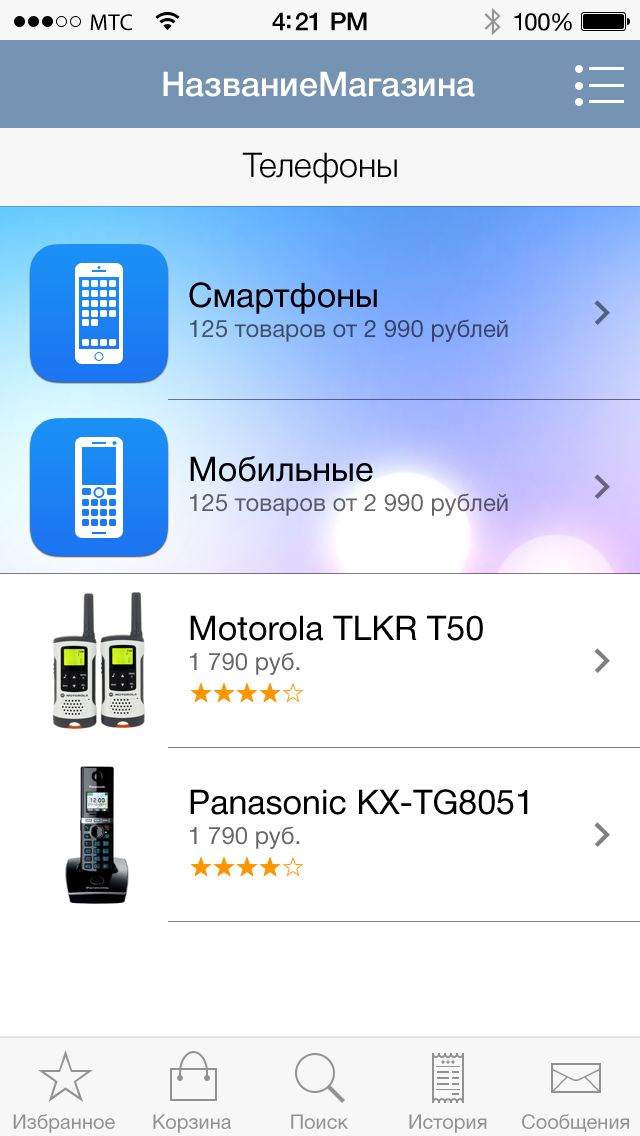 МТС 4:21 PM 100%
НазваниеМагазина
Телефоны
Смартфоны
125 товаров от 2 990 рублей
Мобильные
125 товаров от 2 990 рублей
Motorola TLKR T50
1 790 руб.
Panasonic KX-TG8051
1 790 руб.
Избранное Корзина Поиск История Сообщения